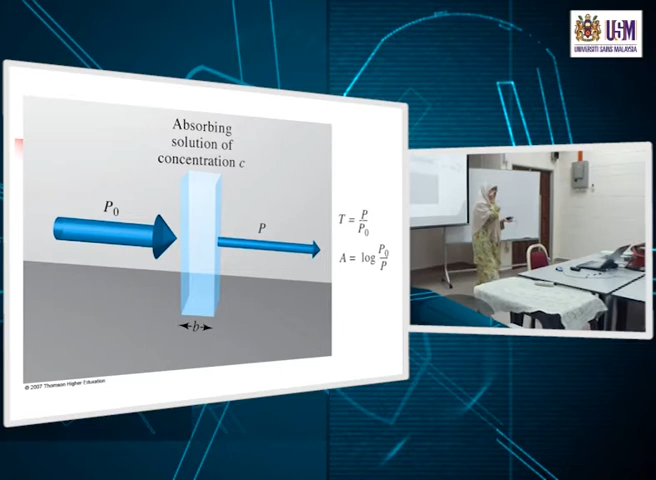 USM
UNIVERSITI SAINS MALAYSIA
Absorbing
solution of
concentration c
P₀
P
T = P/P₀
A = log P₀/P
b
© 2007 Thomson Higher Education